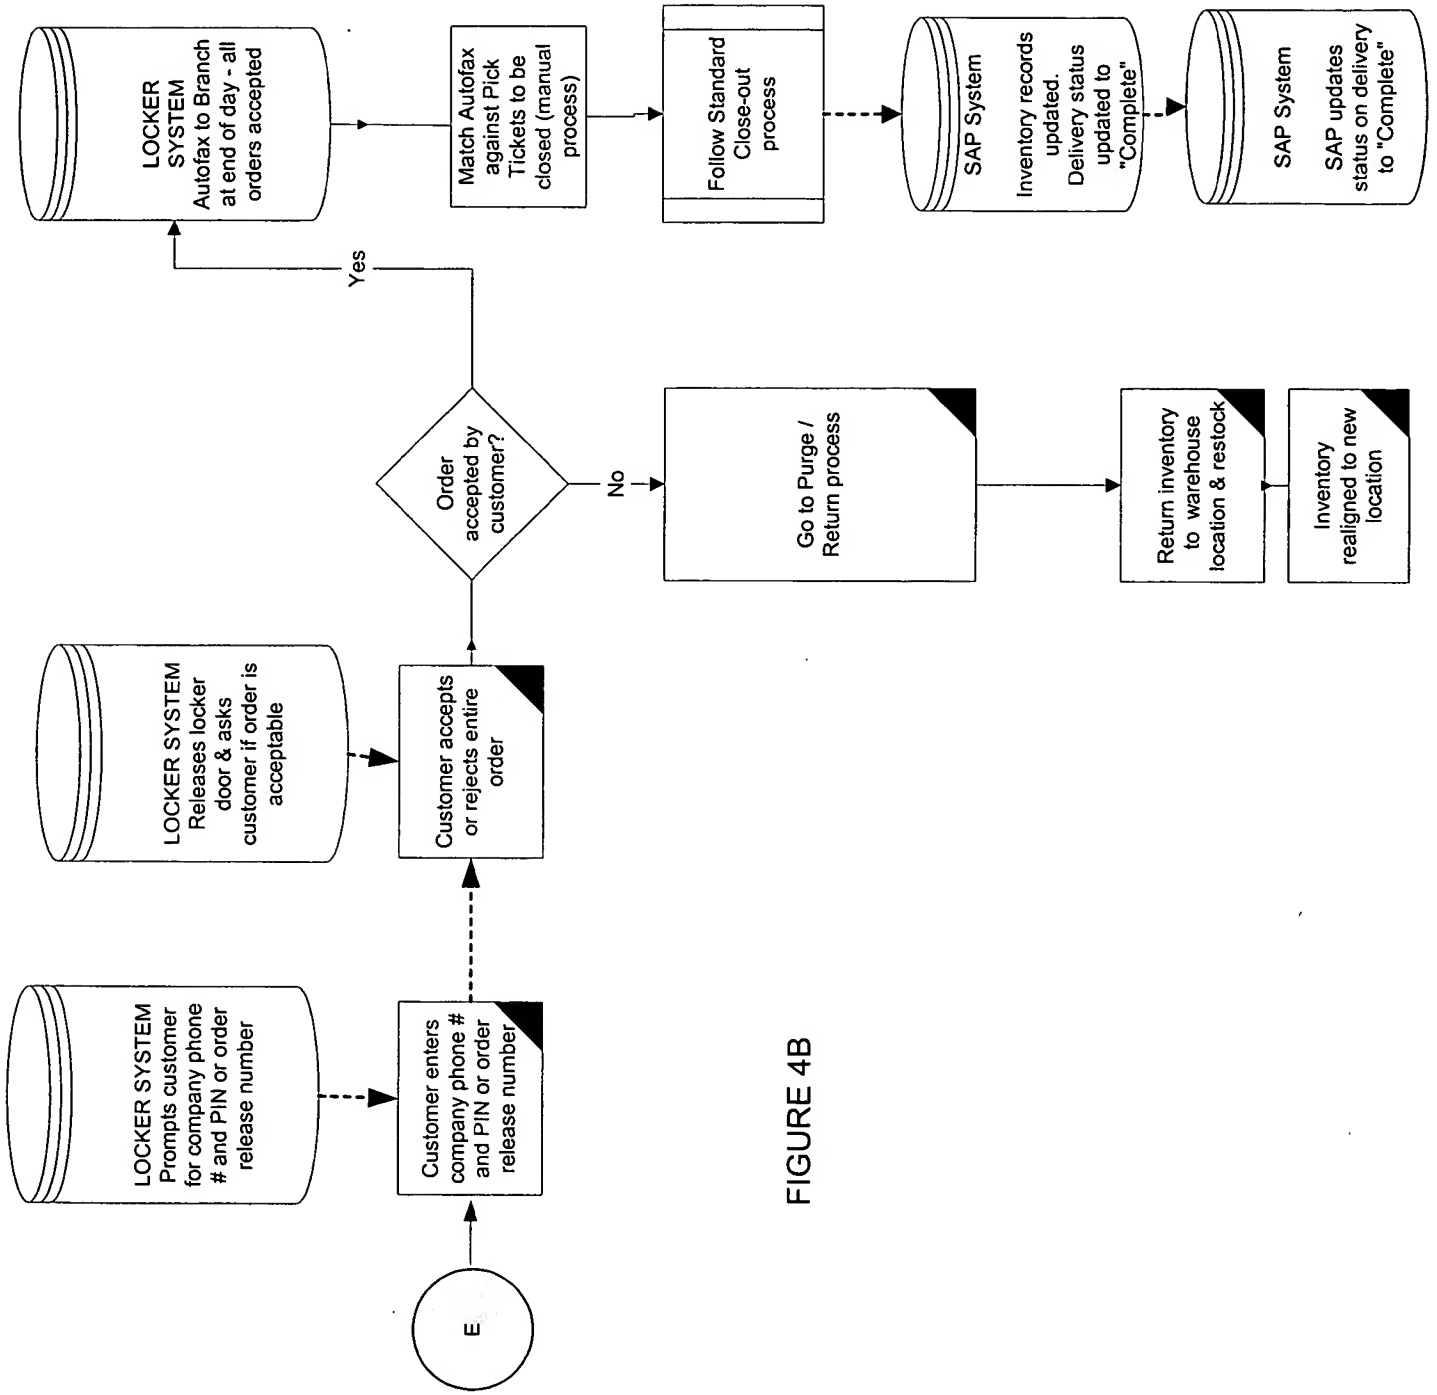 E
LOCKER SYSTEM
Prompts customer
for company phone
# and PIN or order
release number
Customer enters
company phone #
and PIN or order
release number
LOCKER SYSTEM
Releases locker
door & asks
customer if order is
acceptable
Customer accepts
or rejects entire
order
Order
accepted by
customer?
Yes
No
LOCKER
SYSTEM
Autofax to Branch
at end of day - all
orders accepted
Match Autofax
against Pick
Tickets to be
closed (manual
process)
Follow Standard
Close-out
process
SAP System
Inventory records
updated.
Delivery status
updated to
"Complete"
SAP System
SAP updates
status on delivery
to "Complete"
Go to Purge /
Return process
Return inventory
to warehouse
location & restock
Inventory
realigned to new
location
FIGURE 4B